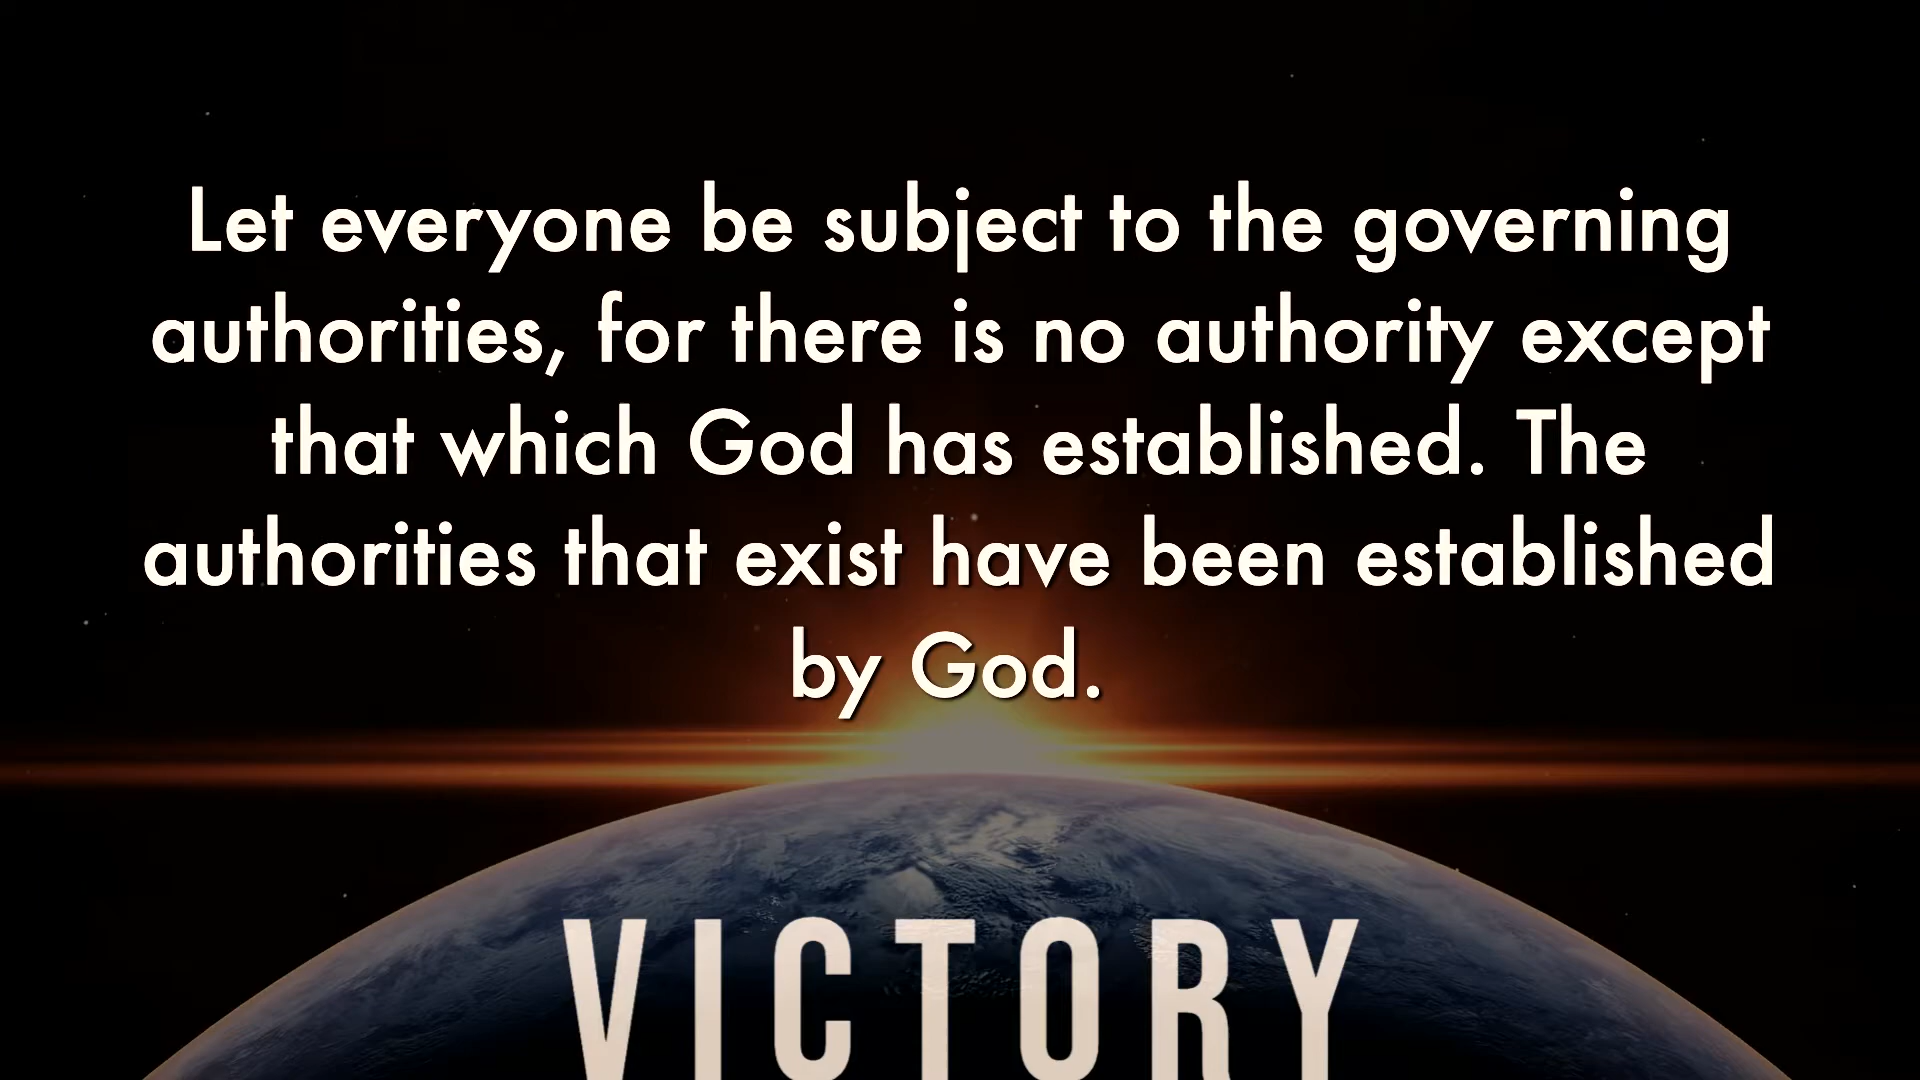 Let everyone be subject to the governing
authorities, for there is no authority except
that which God has established. The
authorities that exist have been established
by God.
VICTORY